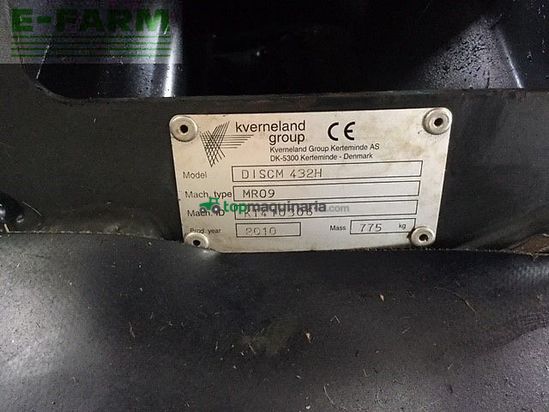 E-FARM
kverneland
group
CE
Kverneland Group Kerteminde AS
DK-5300 Kerteminde - Denmark
Model DISCM 432H
Mach. type MR09
topmaquinaria.com
Mach. ID
Prod year 2010 Mass 775 kg